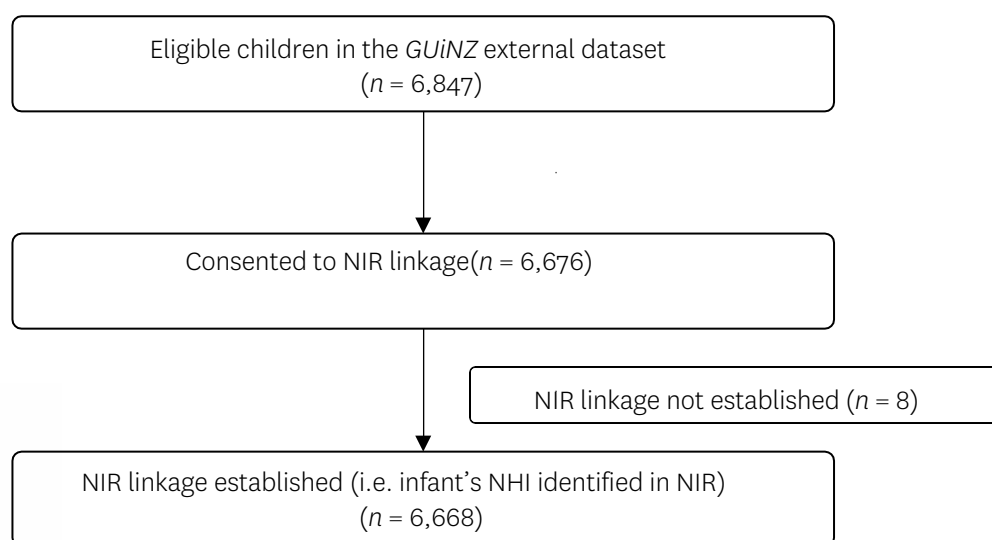 Eligible children in the GUiNZ external dataset
(n = 6,847)
Consented to NIR linkage(n = 6,676)
NIR linkage not established (n = 8)
NIR linkage established (i.e. infant’s NHI identified in NIR)
(n = 6,668)